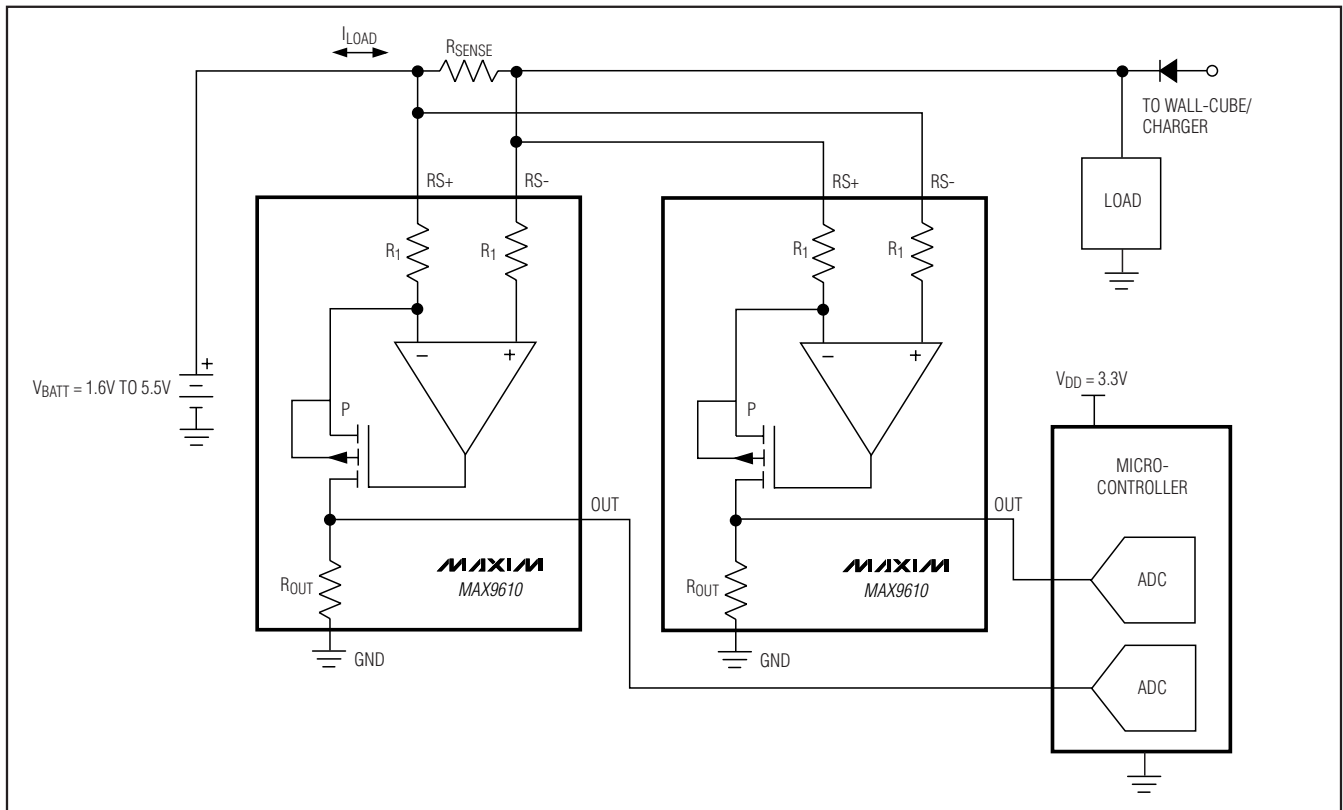 I_LOAD
R_SENSE
TO WALL-CUBE/
CHARGER
RS+
RS-
RS+
RS-
LOAD
R1
R1
R1
R1
−
+
−
+
+
V_BATT = 1.6V TO 5.5V
V_DD = 3.3V
P
P
MICRO-
CONTROLLER
OUT
OUT
MAXIM
MAX9610
MAXIM
MAX9610
ADC
R_OUT
R_OUT
GND
GND
ADC